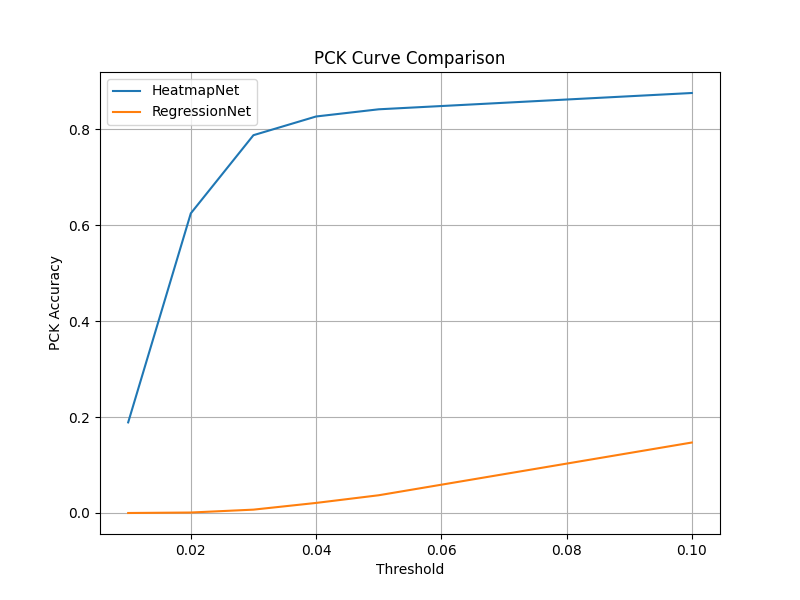 PCK Curve Comparison
HeatmapNet
RegressionNet
PCK Accuracy
0.8
0.6
0.4
0.2
0.0
0.02 0.04 0.06 0.08 0.10
Threshold